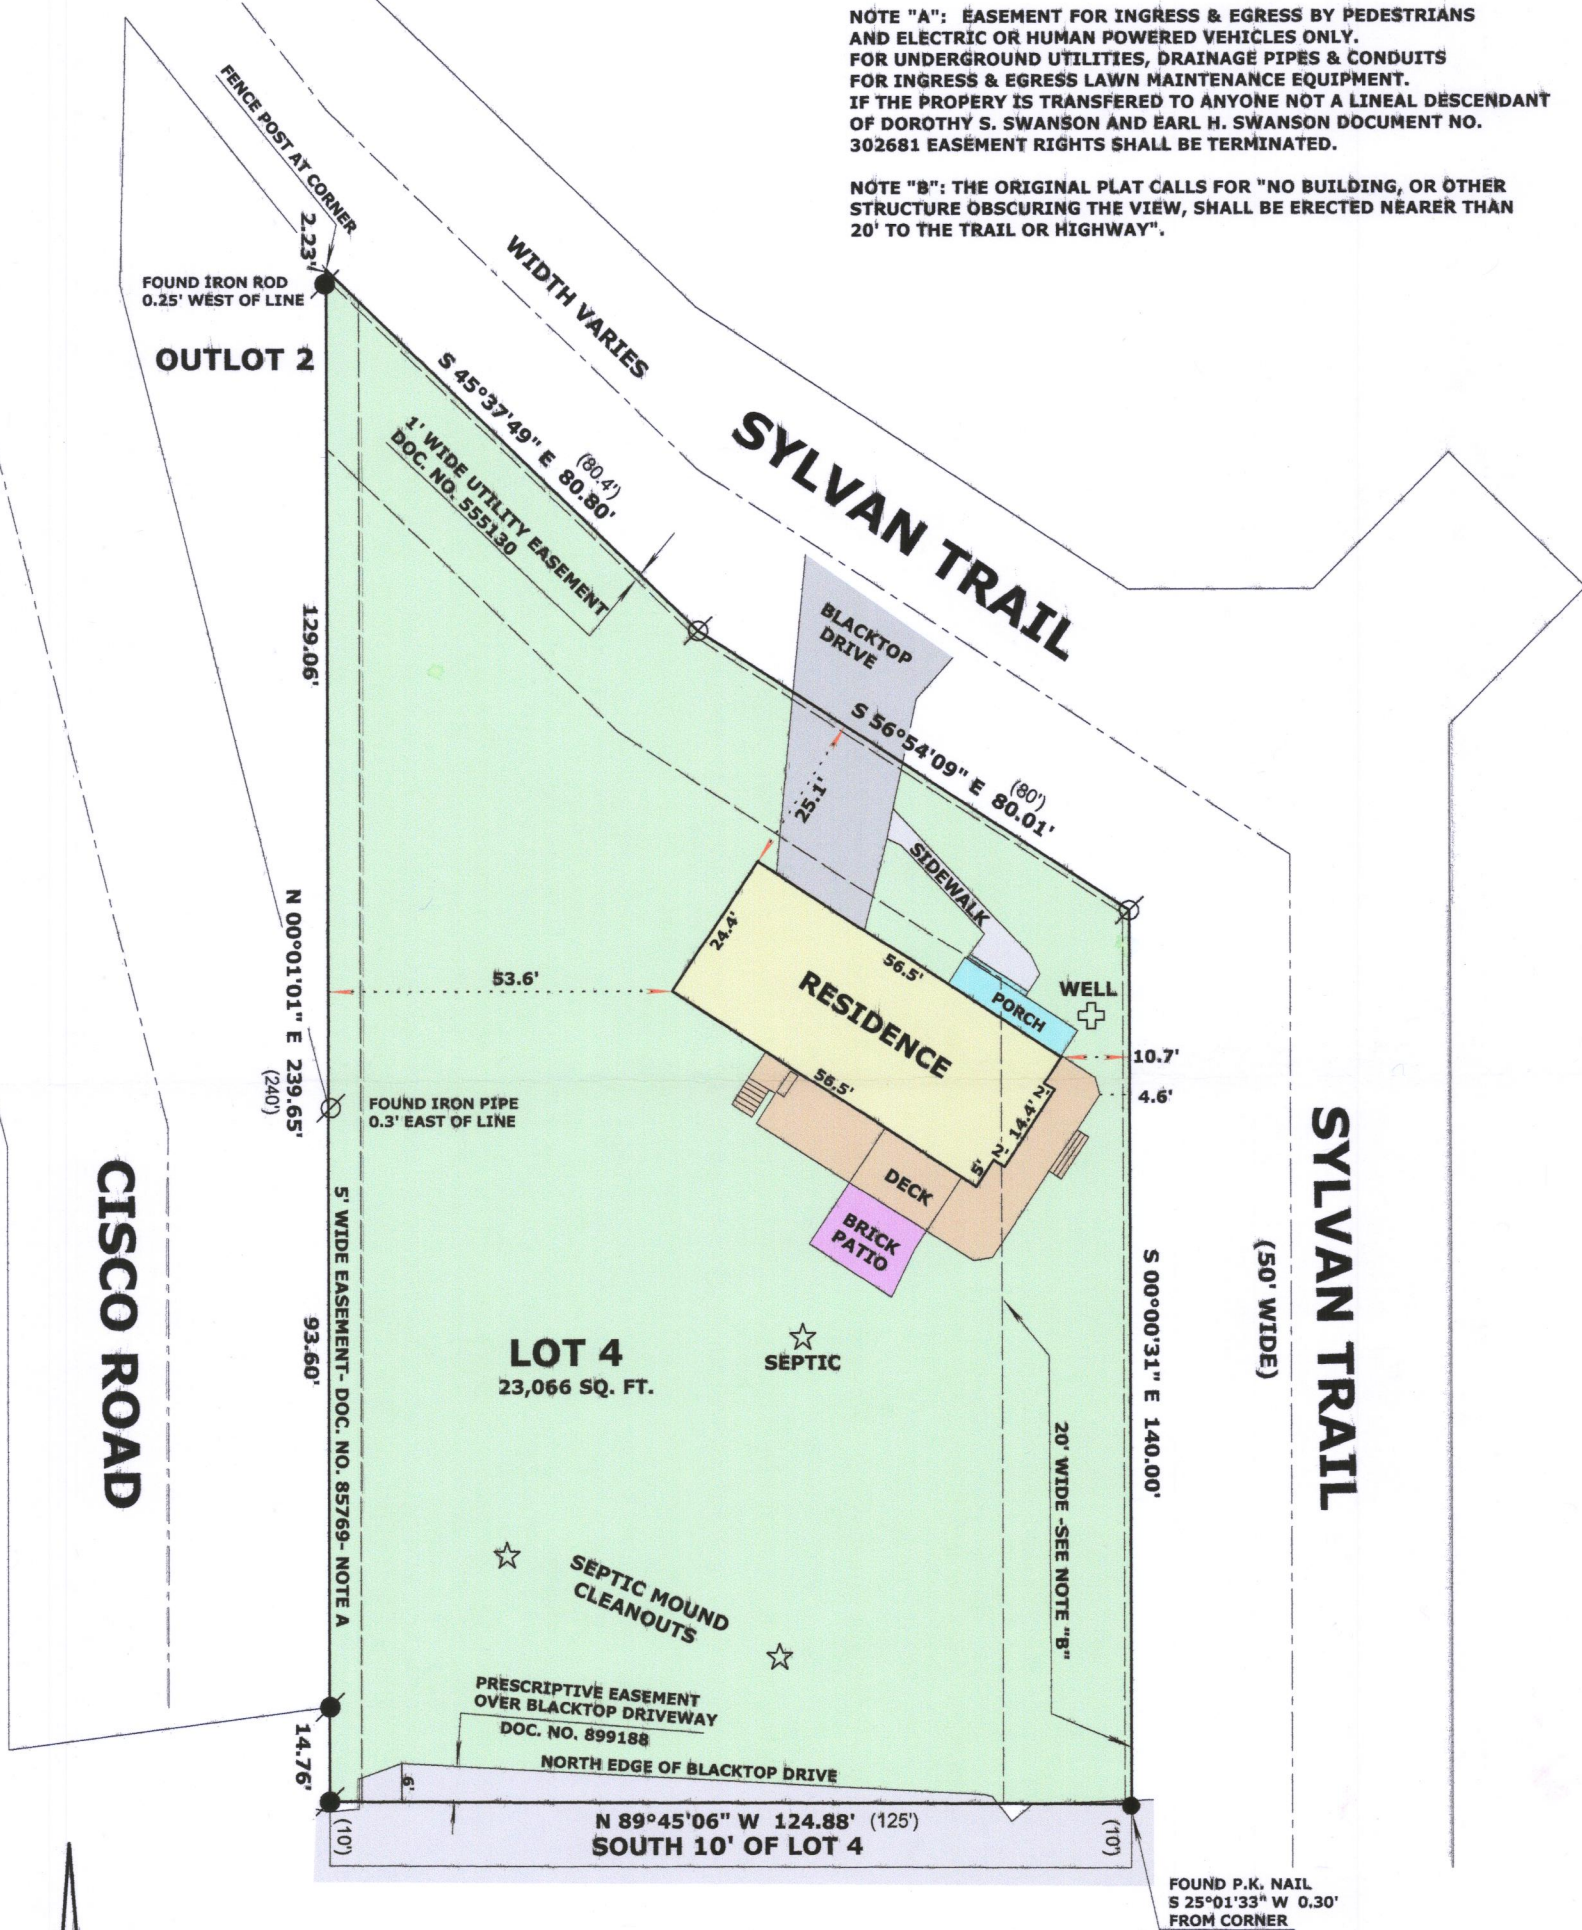 NOTE "A": EASEMENT FOR INGRESS & EGRESS BY PEDESTRIANS
AND ELECTRIC OR HUMAN POWERED VEHICLES ONLY.
FOR UNDERGROUND UTILITIES, DRAINAGE PIPES & CONDUITS
FOR INGRESS & EGRESS LAWN MAINTENANCE EQUIPMENT.
IF THE PROPERY IS TRANSFERED TO ANYONE NOT A LINEAL DESCENDANT
OF DOROTHY S. SWANSON AND EARL H. SWANSON DOCUMENT NO.
302681 EASEMENT RIGHTS SHALL BE TERMINATED.
NOTE "B": THE ORIGINAL PLAT CALLS FOR "NO BUILDING, OR OTHER
STRUCTURE OBSCURING THE VIEW, SHALL BE ERECTED NEARER THAN
20' TO THE TRAIL OR HIGHWAY".
FENCE POST AT CORNER
2.23'
FOUND IRON ROD
0.25' WEST OF LINE
OUTLOT 2
WIDTH VARIES
SYLVAN TRAIL
S 45°37'49" E 80.80'
(80.4')
1' WIDE UTILITY EASEMENT
DOC. NO. 555130
129.06'
BLACKTOP
DRIVE
S 56°54'09" E 80.01'
(80')
25.1'
SIDEWALK
24.4'
56.5'
RESIDENCE
PORCH
WELL
53.6'
10.7'
4.6'
N 00°01'01" E 239.65'
(240')
FOUND IRON PIPE
0.3' EAST OF LINE
56.5'
2'
14.4'
2'
5'
DECK
BRICK
PATIO
CISCO ROAD
5' WIDE EASEMENT- DOC. NO. 85769- NOTE A
93.60'
LOT 4
23,066 SQ. FT.
SEPTIC
S 00°00'31" E 140.00'
(50' WIDE)
SYLVAN TRAIL
20' WIDE -SEE NOTE "B"
SEPTIC MOUND
CLEANOUTS
PRESCRIPTIVE EASEMENT
OVER BLACKTOP DRIVEWAY
DOC. NO. 899188
NORTH EDGE OF BLACKTOP DRIVE
14.76'
6'
N 89°45'06" W 124.88' (125')
SOUTH 10' OF LOT 4
(10')
(10')
FOUND P.K. NAIL
S 25°01'33" W 0.30'
FROM CORNER